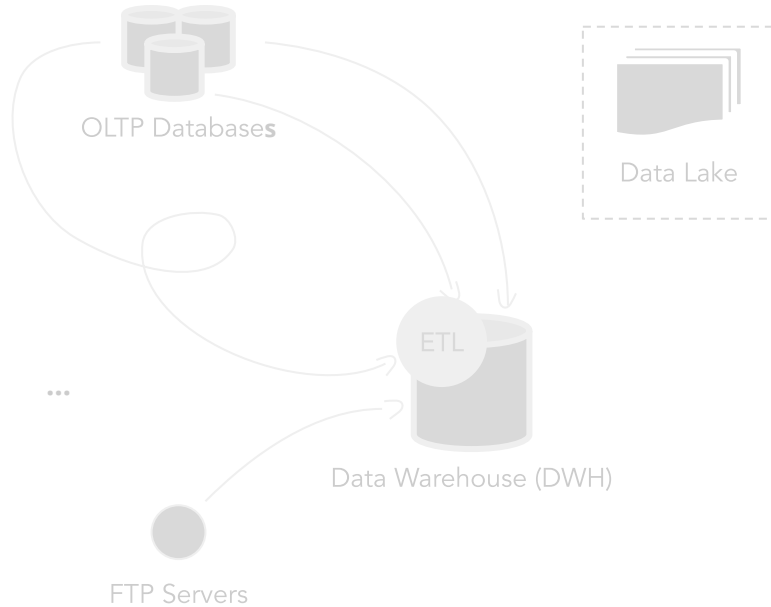 OLTP Databases
Data Lake
ETL
...
Data Warehouse (DWH)
FTP Servers